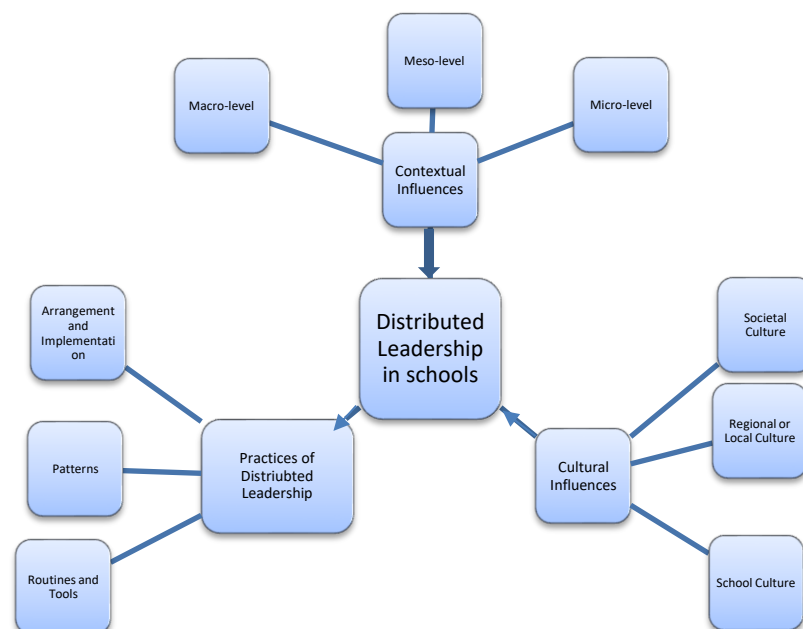 Meso-level
Macro-level
Micro-level
Contextual
Influences
Distributed
Leadership
in schools
Arrangement
and
Implementati
on
Patterns
Routines and
Tools
Practices of
Distriubted
Leadership
Societal
Culture
Regional or
Local Culture
Cultural
Influences
School Culture